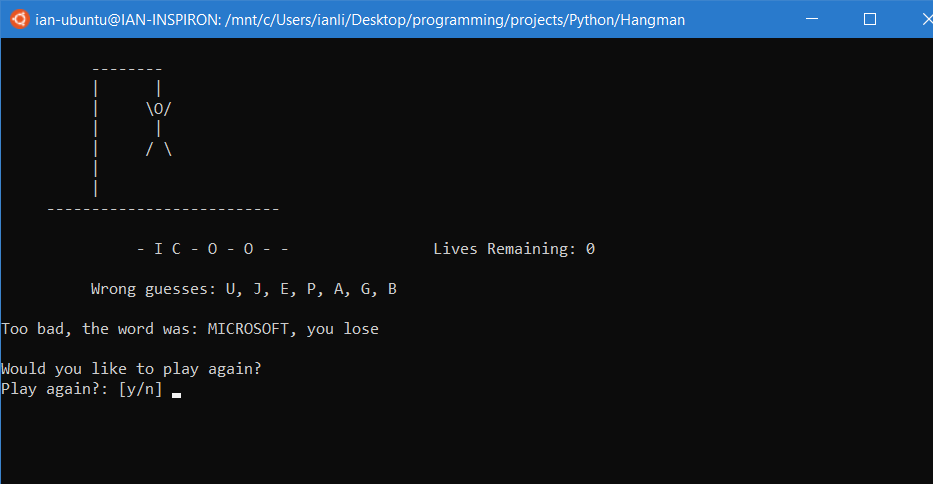 ian-ubuntu@IAN-INSPIRON: /mnt/c/Users/ianli/Desktop/programming/projects/Python/Hangman
--------
|      |
|     \O/
|      |
|     / \
|
|
--------------------------
- I C - O - O - - Lives Remaining: 0
Wrong guesses: U, J, E, P, A, G, B
Too bad, the word was: MICROSOFT, you lose
Would you like to play again?
Play again?: [y/n]